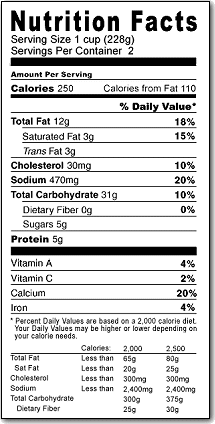 Nutrition Facts
Serving Size 1 cup (228g)
Servings Per Container 2
Amount Per Serving
Calories 250 Calories from Fat 110
% Daily Value*
Total Fat 12g 18%
Saturated Fat 3g 15%
Trans Fat 3g
Cholesterol 30mg 10%
Sodium 470mg 20%
Total Carbohydrate 31g 10%
Dietary Fiber 0g 0%
Sugars 5g
Protein 5g
Vitamin A 4%
Vitamin C 2%
Calcium 20%
Iron 4%
* Percent Daily Values are based on a 2,000 calorie diet.
Your Daily Values may be higher or lower depending on
your calorie needs.
Calories: 2,000 2,500
Total Fat Less than 65g 80g
Sat Fat Less than 20g 25g
Cholesterol Less than 300mg 300mg
Sodium Less than 2,400mg 2,400mg
Total Carbohydrate 300g 375g
Dietary Fiber 25g 30g